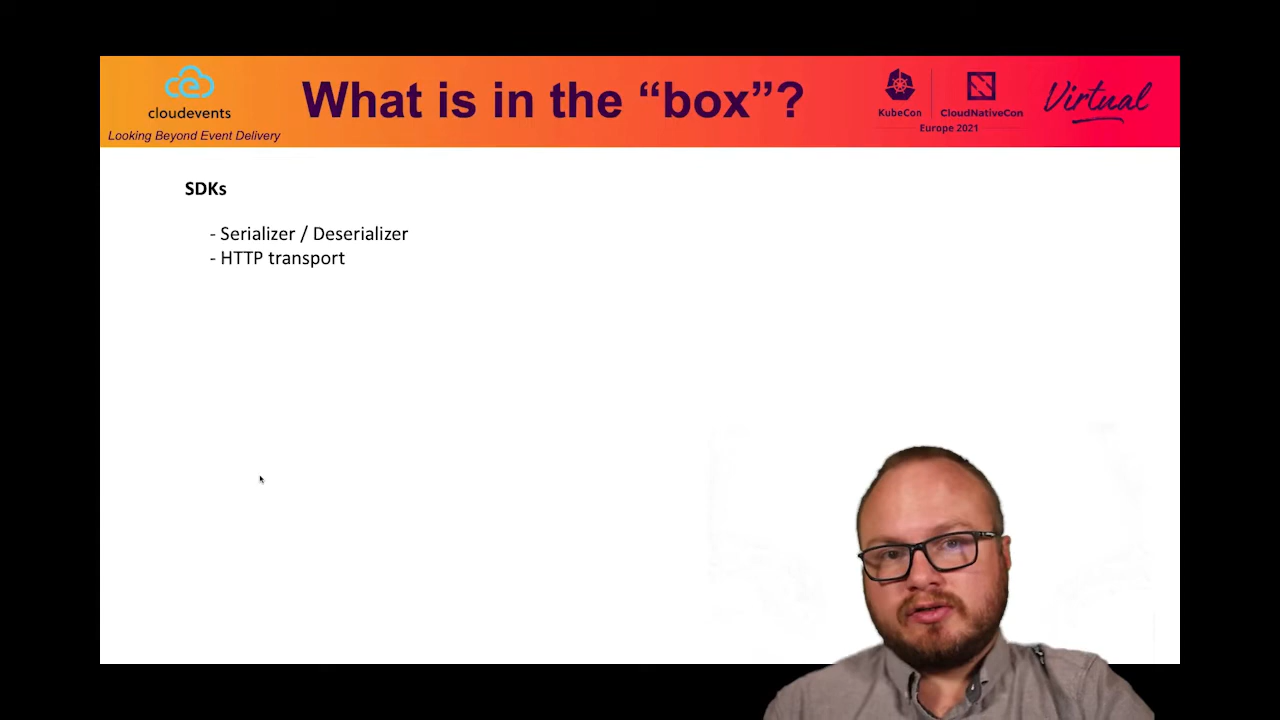 cloudevents
Looking Beyond Event Delivery
What is in the “box”?
KubeCon
CloudNativeCon
Europe 2021
Virtual
SDKs
- Serializer / Deserializer
- HTTP transport